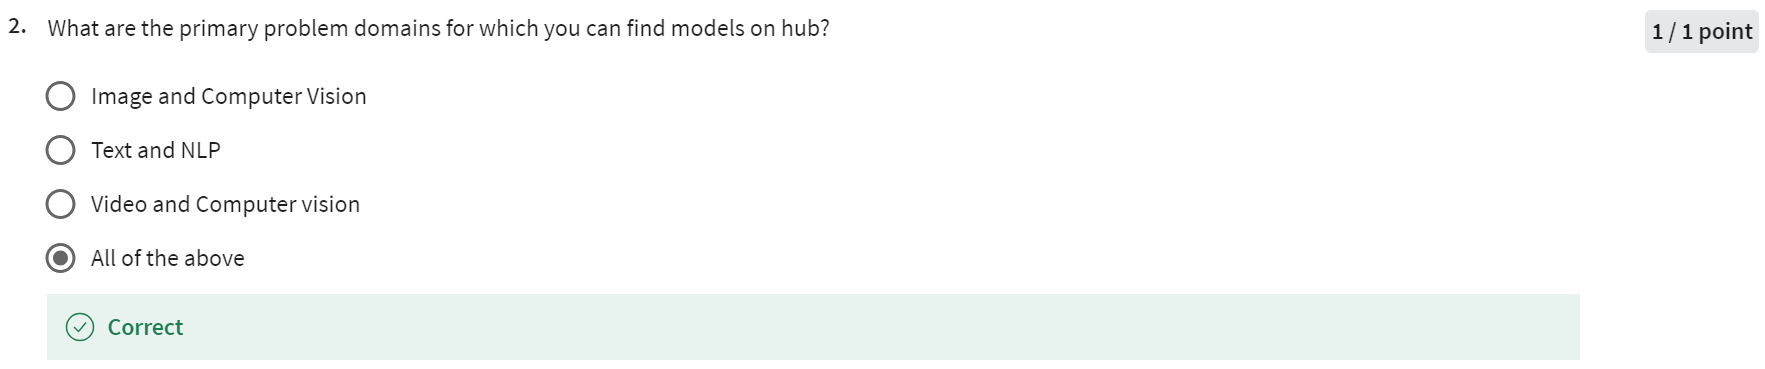 2. What are the primary problem domains for which you can find models on hub?
1 / 1 point
Image and Computer Vision
Text and NLP
Video and Computer vision
All of the above
Correct